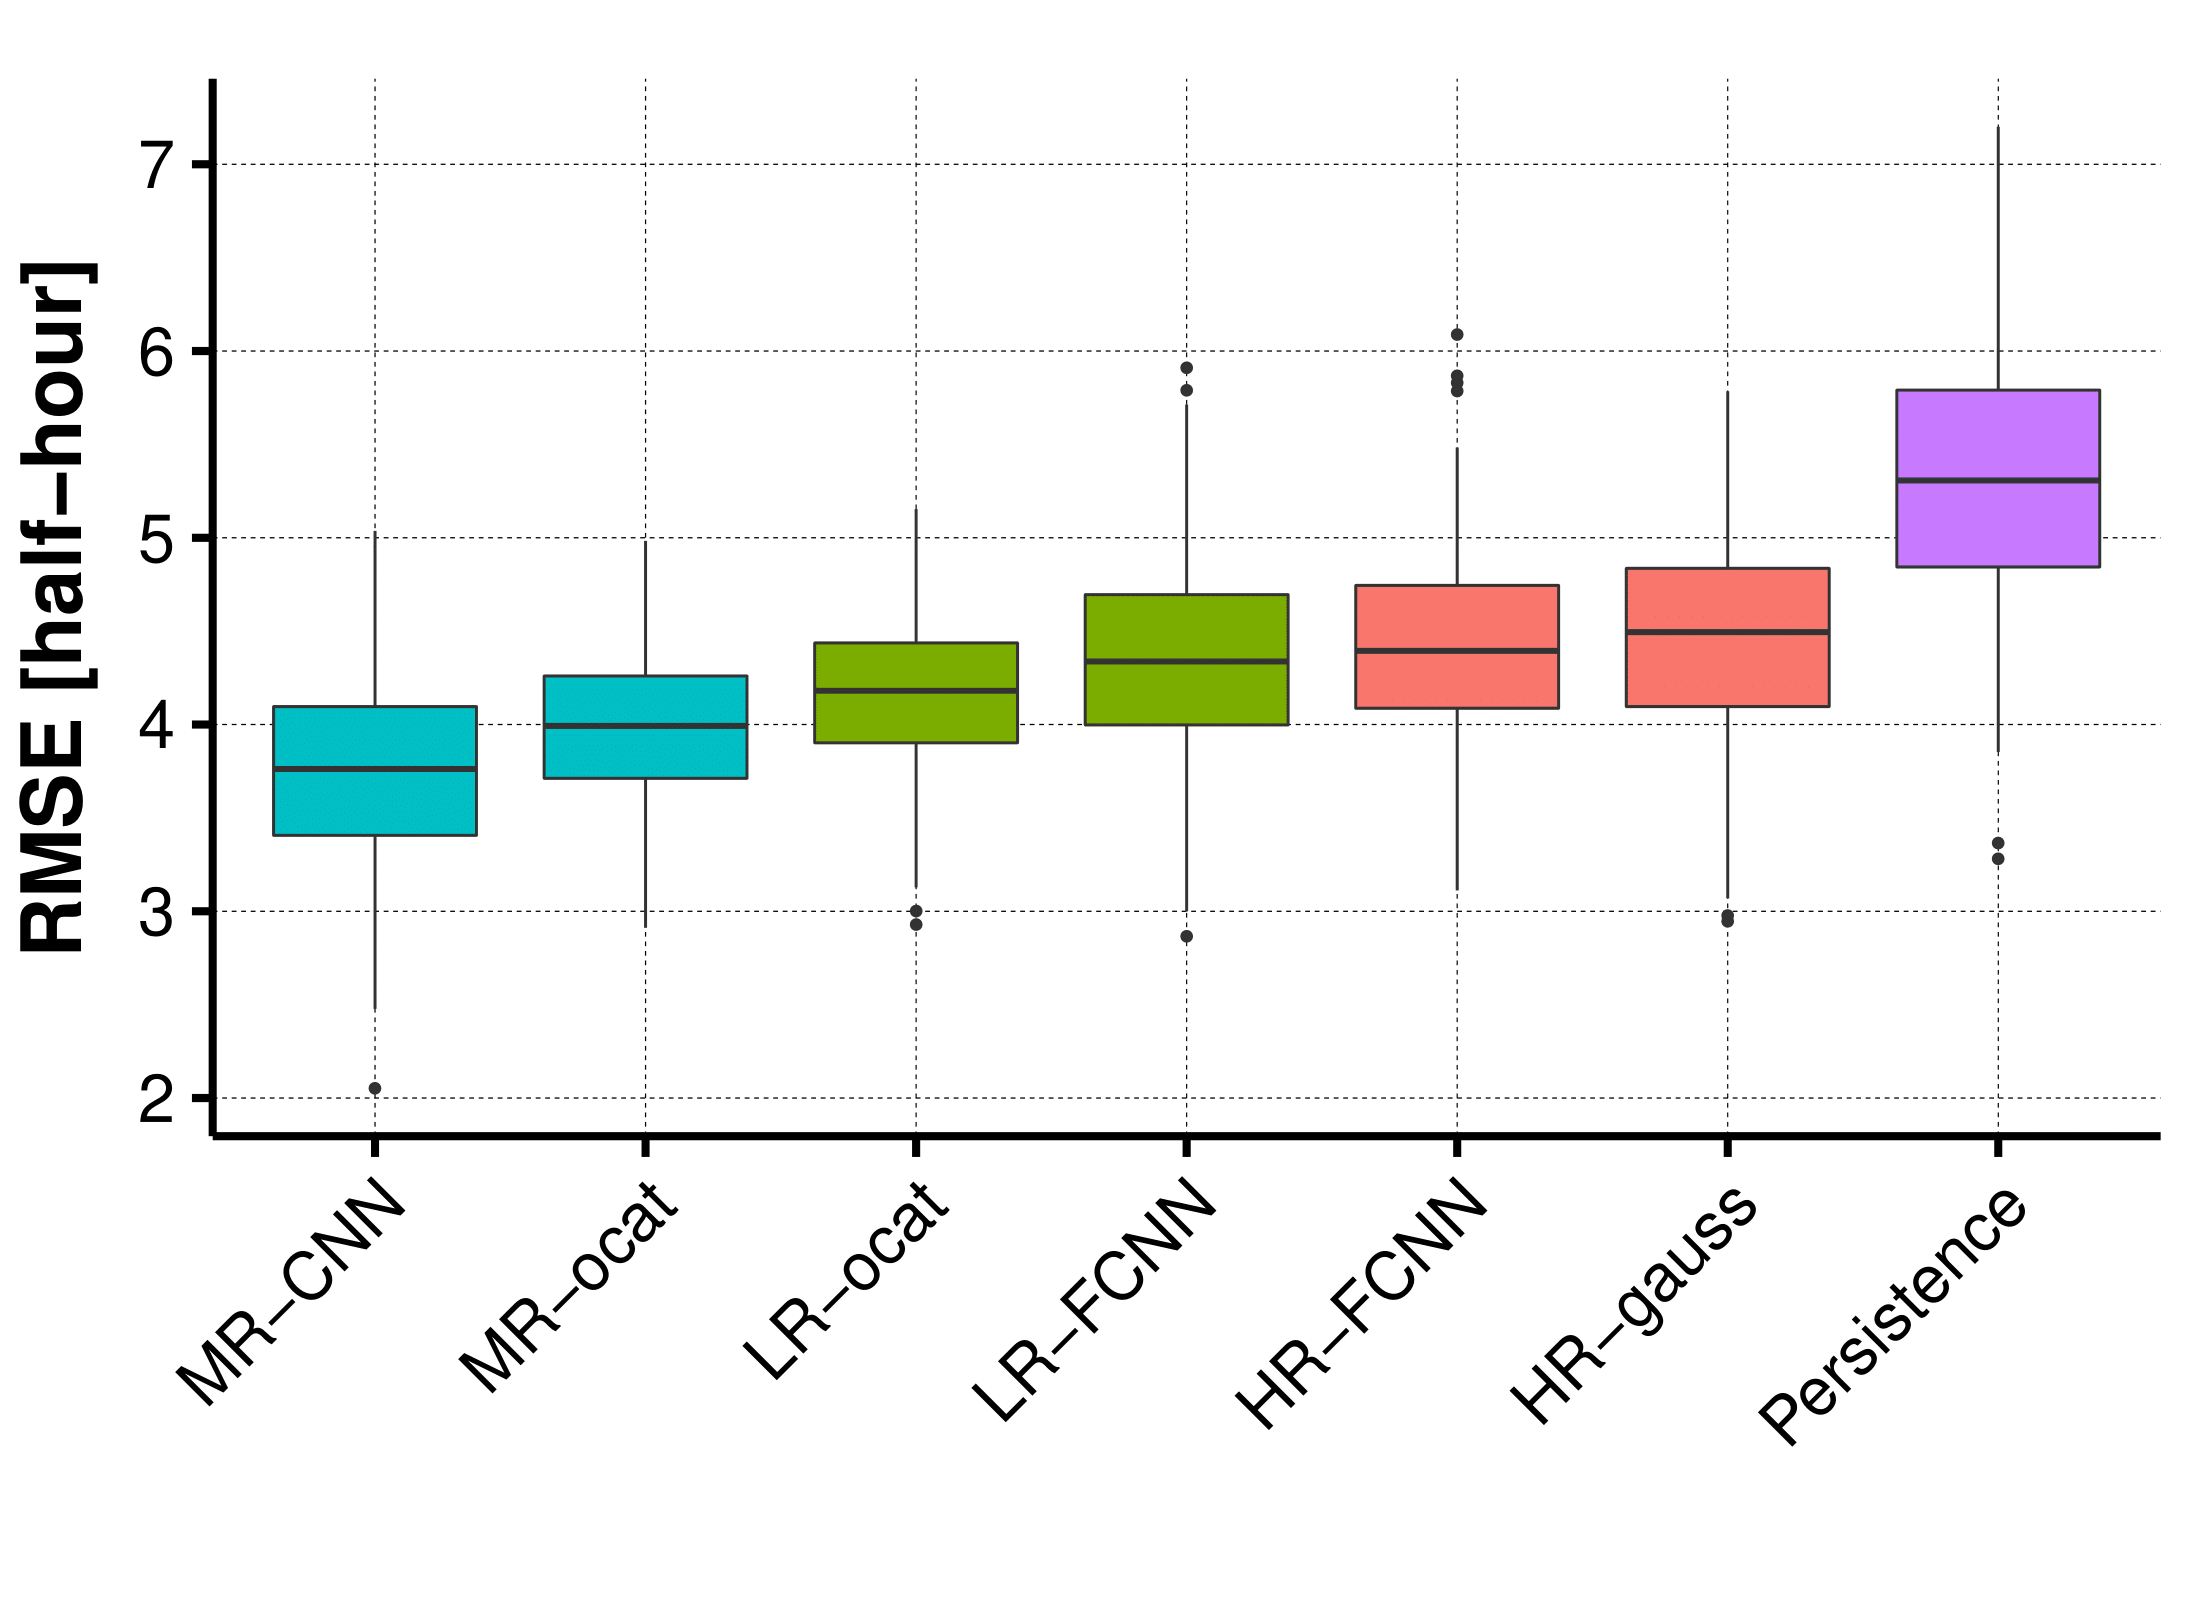 RMSE [half−hour]
7
6
5
4
3
2
MR−CNN
MR−ocat
LR−ocat
LR−FCNN
HR−FCNN
HR−gauss
Persistence